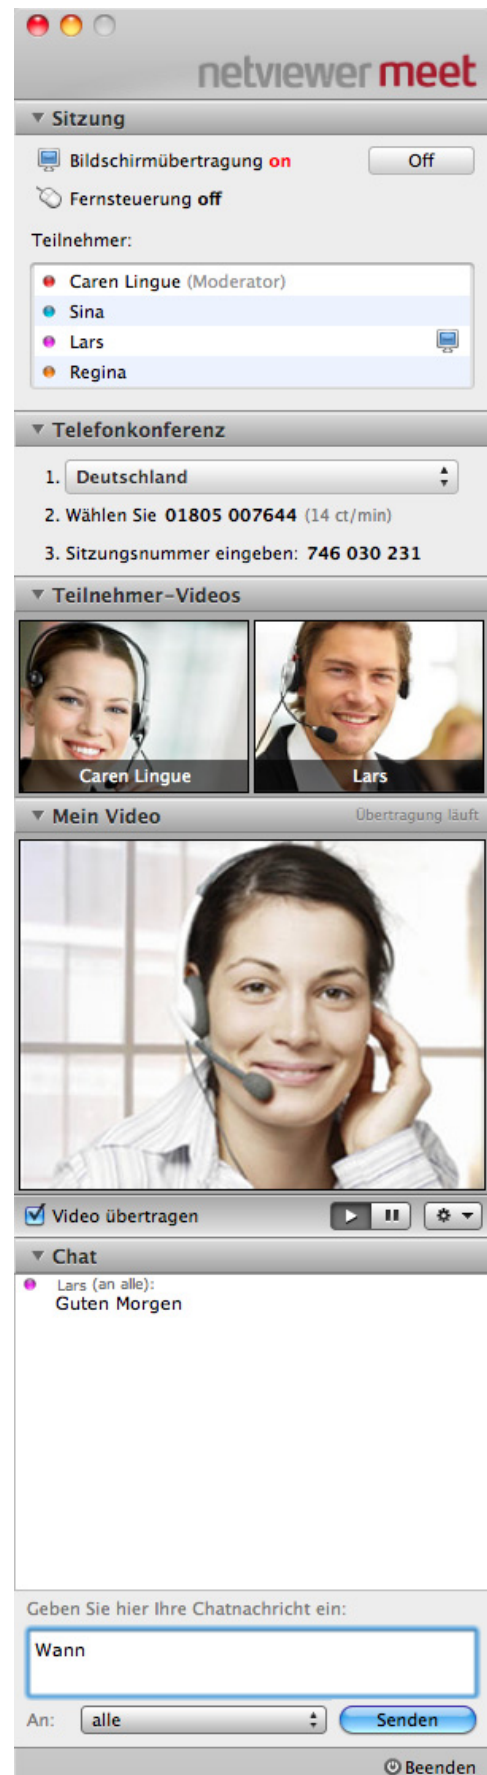 netviewer meet
Sitzung
Bildschirmübertragung on Off
Fernsteuerung off
Teilnehmer:
Caren Lingue (Moderator)
Sina
Lars
Regina
Telefonkonferenz
1. Deutschland
2. Wählen Sie 01805 007644 (14 ct/min)
3. Sitzungsnummer eingeben: 746 030 231
Teilnehmer-Videos
Caren Lingue Lars
Mein Video Übertragung läuft
Video übertragen
Chat
Lars (an alle):
Guten Morgen
Geben Sie hier Ihre Chatnachricht ein:
Wann
An: alle Senden
Beenden